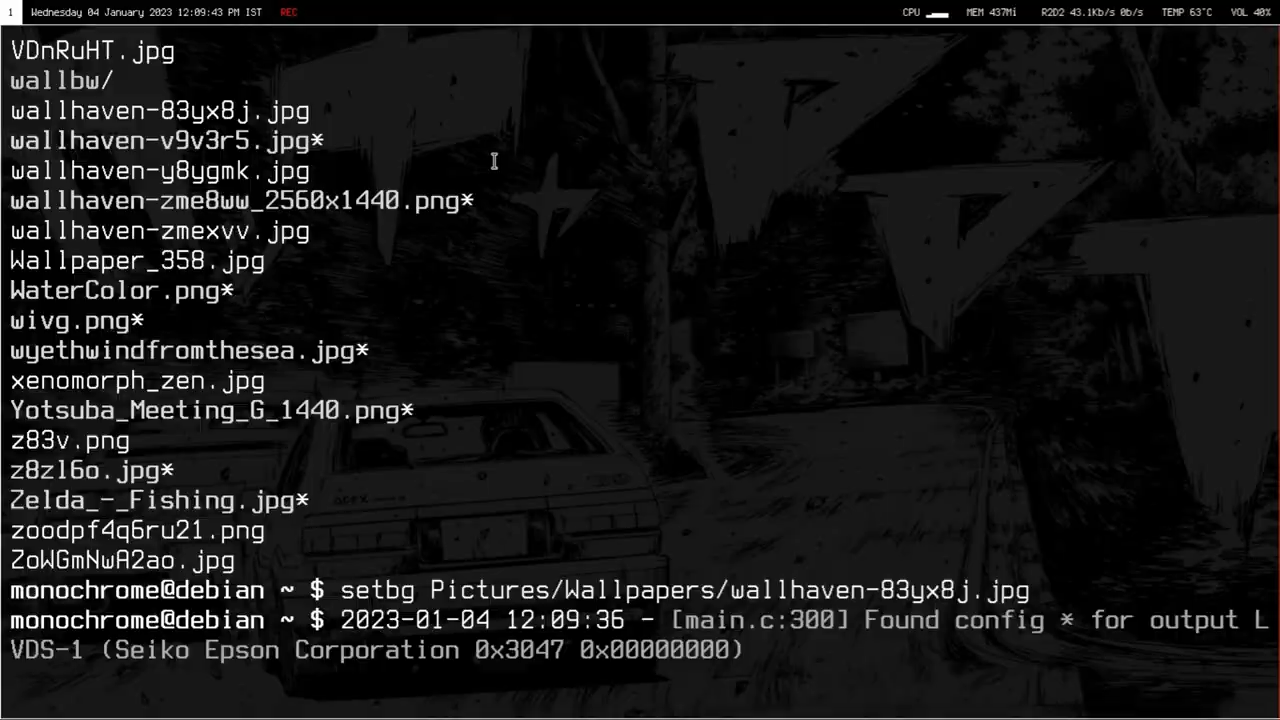 1 Wednesday 04 January 2023 12:09:43 PM IST REC CPU MEM 437Mi R2D2 43.1Kb/s 0b/s TEMP 63°C VOL 40%
VDnRuHT.jpg
wallbw/
wallhaven-83yx8j.jpg
wallhaven-v9v3r5.jpg*
wallhaven-y8ygmk.jpg
wallhaven-zme8ww_2560x1440.png*
wallhaven-zmexvv.jpg
Wallpaper_358.jpg
WaterColor.png*
wivg.png*
wyethwindfromthesea.jpg*
xenomorph_zen.jpg
Yotsuba_Meeting_G_1440.png*
z83v.png
z8zl6o.jpg*
Zelda_-_Fishing.jpg*
zoodpf4q6ru21.png
ZoWGmNwA2ao.jpg
monochrome@debian ~ $ setbg Pictures/Wallpapers/wallhaven-83yx8j.jpg
monochrome@debian ~ $ 2023-01-04 12:09:36 - [main.c:300] Found config * for output L
VDS-1 (Seiko Epson Corporation 0x3047 0x00000000)